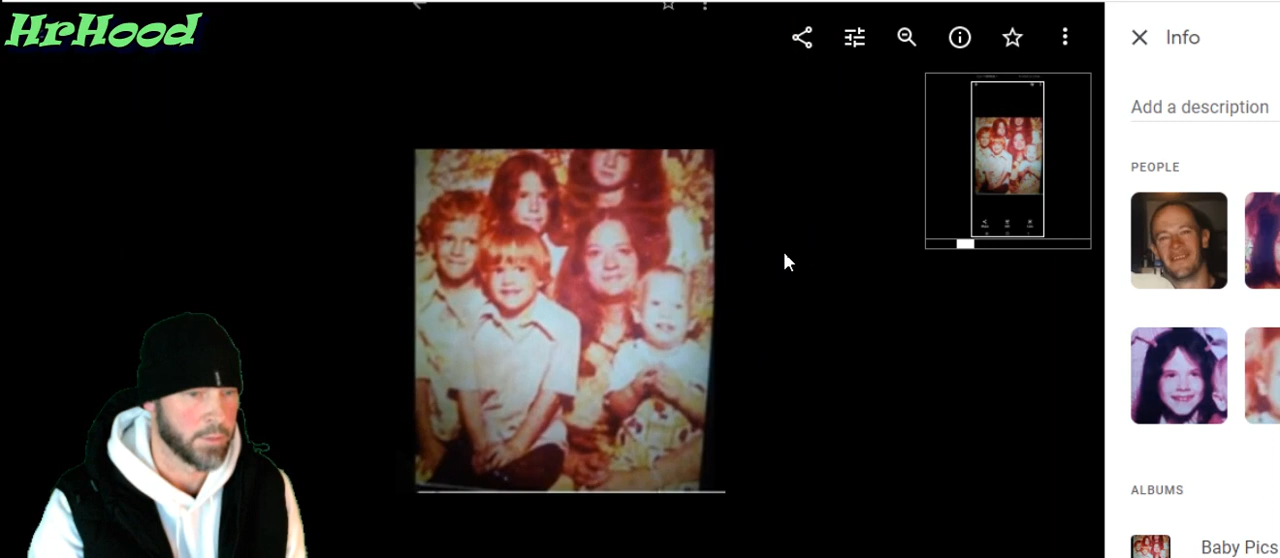 HrHood
Info
Add a description
PEOPLE
ALBUMS
Baby Pics